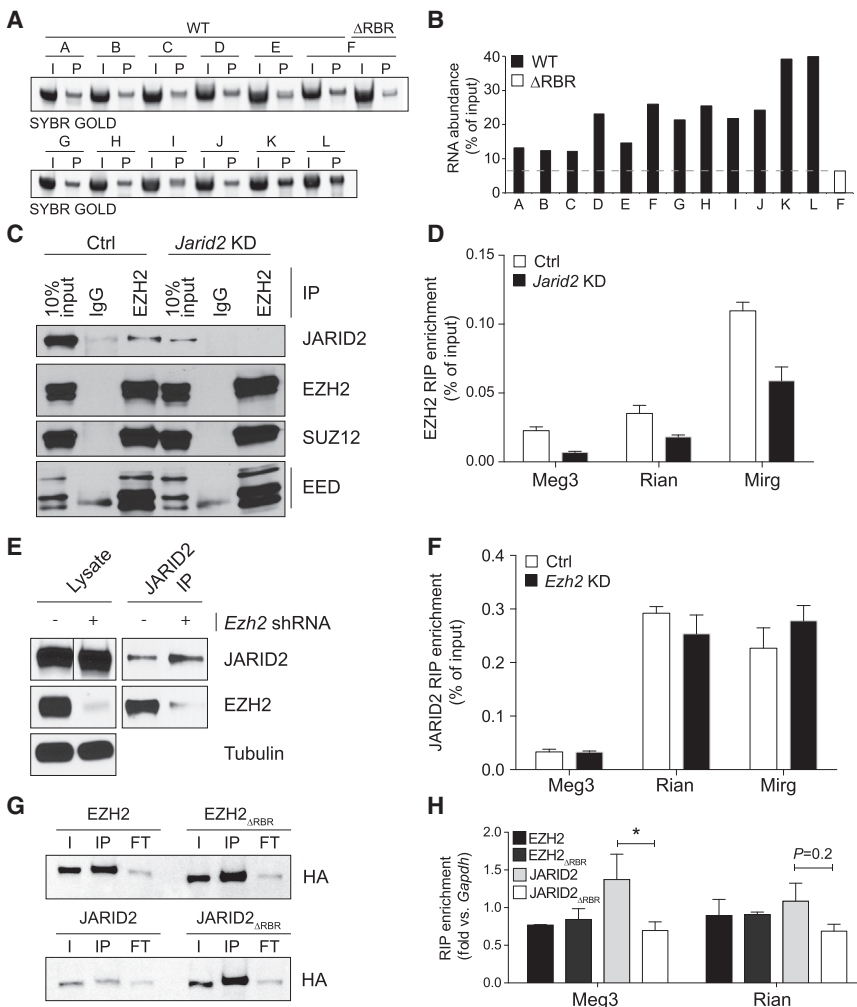 A
WT
ΔRBR
A B C D E F
I P I P I P I P I P I P I P
SYBR GOLD
G H I J K L
I P I P I P I P I P I P
SYBR GOLD
B
WT
ΔRBR
RNA abundance
(% of input)
40
30
20
10
0
A B C D E F G H I J K L F
C
Ctrl
Jarid2 KD
10% input
IgG
EZH2
10% input
IgG
EZH2
IP
JARID2
EZH2
SUZ12
EED
D
Ctrl
Jarid2 KD
EZH2 RIP enrichment
(% of input)
0.15
0.10
0.05
0.00
Meg3 Rian Mirg
E
Lysate
JARID2
IP
- + - +
Ezh2 shRNA
JARID2
EZH2
Tubulin
F
Ctrl
Ezh2 KD
JARID2 RIP enrichment
(% of input)
0.4
0.3
0.2
0.1
0.0
Meg3 Rian Mirg
G
EZH2 EZH2ΔRBR
I IP FT I IP FT
HA
JARID2 JARID2ΔRBR
I IP FT I IP FT
HA
H
EZH2
EZH2ΔRBR
JARID2
JARID2ΔRBR
*
P=0.2
RIP enrichment
(fold vs. Gapdh)
2.0
1.5
1.0
0.5
0.0
Meg3 Rian